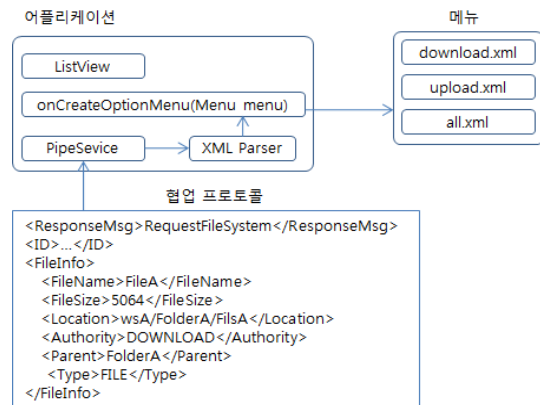 어플리케이션
메뉴
ListView
onCreateOptionMenu(Menu menu)
PipeSevice
XML Parser
download.xml
upload.xml
all.xml
협업 프로토콜
<ResponseMsg>RequestFileSystem</ResponseMsg>
<ID>...</ID>
<FileInfo>
<FileName>FileA</FileName>
<FileSize>5064</FileSize>
<Location>wsA/FolderA/FilsA</Location>
<Authority>DOWNLOAD</Authority>
<Parent>FolderA</Parent>
<Type>FILE</Type>
</FileInfo>